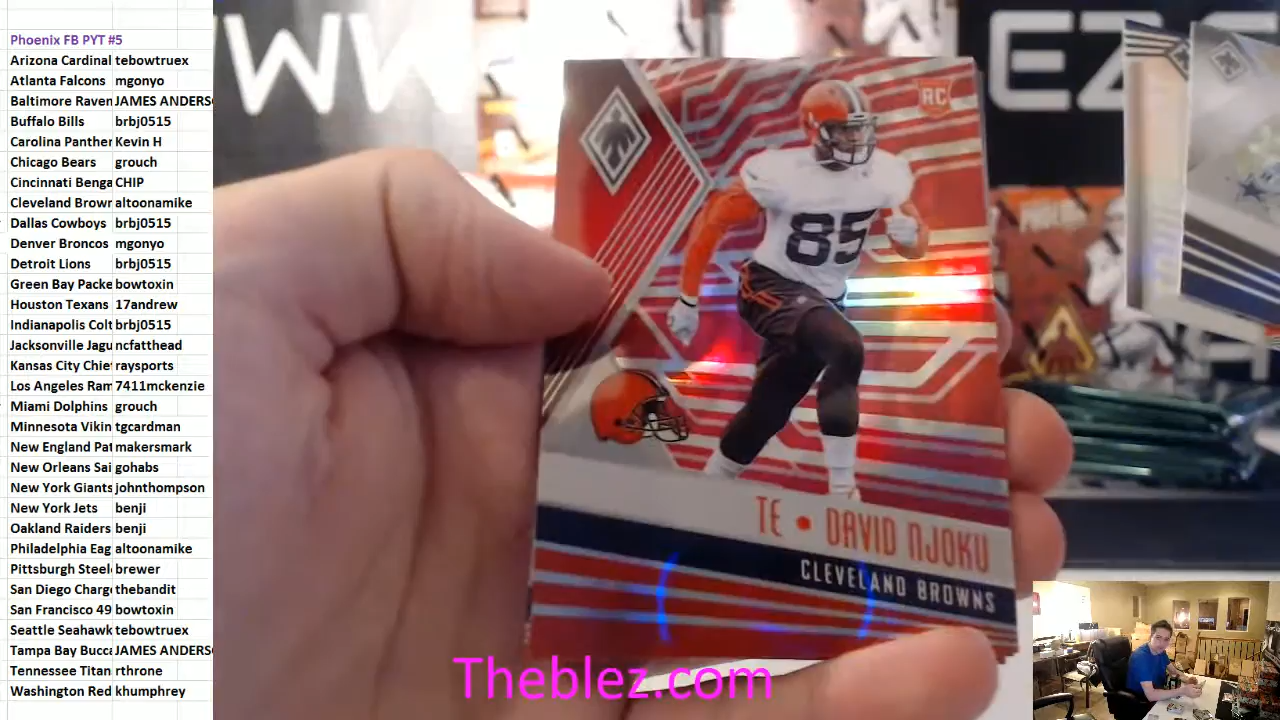 Phoenix FB PYT #5
Arizona Cardinal tebowtruex
Atlanta Falcons mgonyo
Baltimore Raven JAMES ANDERS
Buffalo Bills brbj0515
Carolina Panther Kevin H
Chicago Bears grouch
Cincinnati Benga CHIP
Cleveland Brown altoonamike
Dallas Cowboys brbj0515
Denver Broncos mgonyo
Detroit Lions brbj0515
Green Bay Packe bowtoxin
Houston Texans 17andrew
Indianapolis Colt brbj0515
Jacksonville Jagu ncfatthead
Kansas City Chief raysports
Los Angeles Ram 7411mckenzie
Miami Dolphins grouch
Minnesota Vikin tgcardman
New England Pat makersmark
New Orleans Sai gohabs
New York Giants johnthompson
New York Jets benji
Oakland Raiders benji
Philadelphia Eag altoonamike
Pittsburgh Steel brewer
San Diego Charg thebandit
San Francisco 49 bowtoxin
Seattle Seahawk tebowtruex
Tampa Bay Bucca JAMES ANDERS
Tennessee Titan rthrone
Washington Red khumphrey
WW
EZ
RC
85
TE • DAVID NJOKU
CLEVELAND BROWNS
Theblez.com